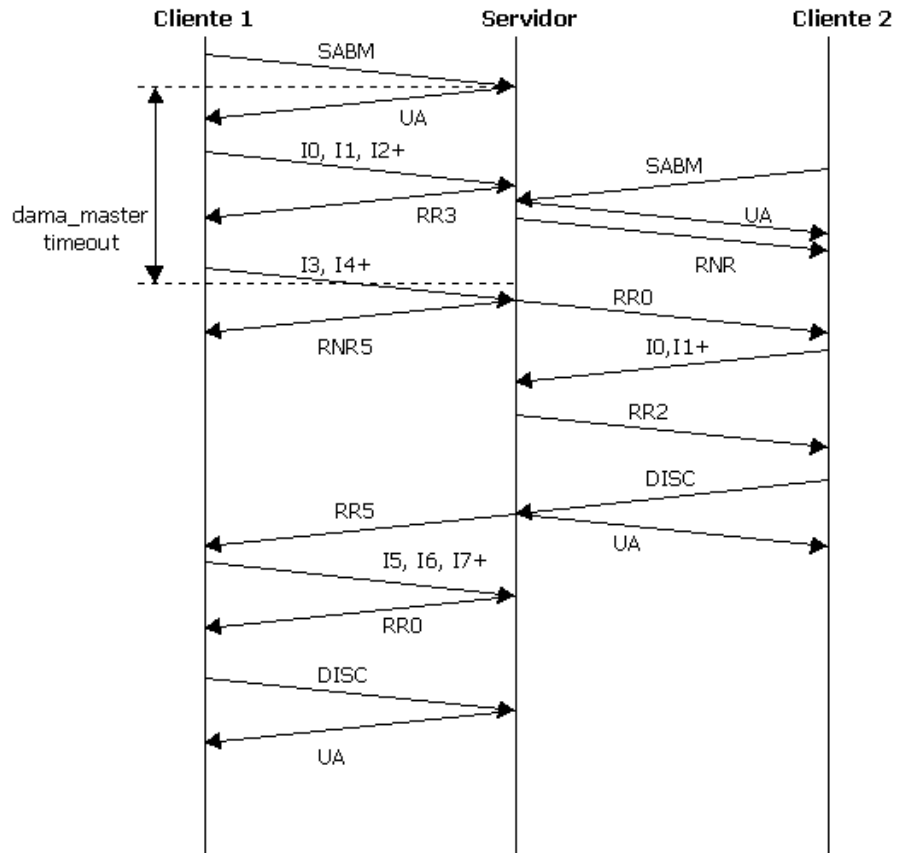 Cliente 1 Servidor Cliente 2
SABM
UA
I0, I1, I2+
SABM
RR3
UA
dama_master
timeout
RNR
I3, I4+
RR0
RNR5
I0,I1+
RR2
DISC
RR5
UA
I5, I6, I7+
RR0
DISC
UA